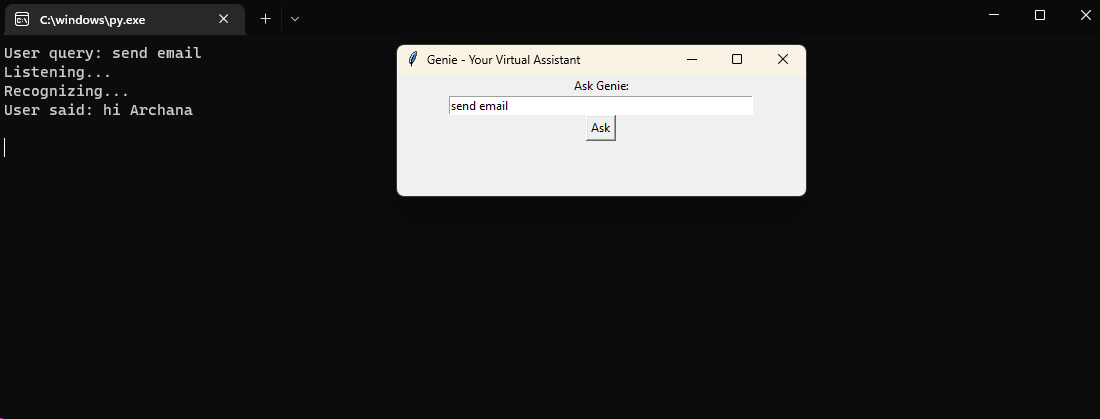 C:\windows\py.exe
User query: send email
Listening...
Recognizing...
User said: hi Archana
Genie - Your Virtual Assistant
Ask Genie:
send email
Ask